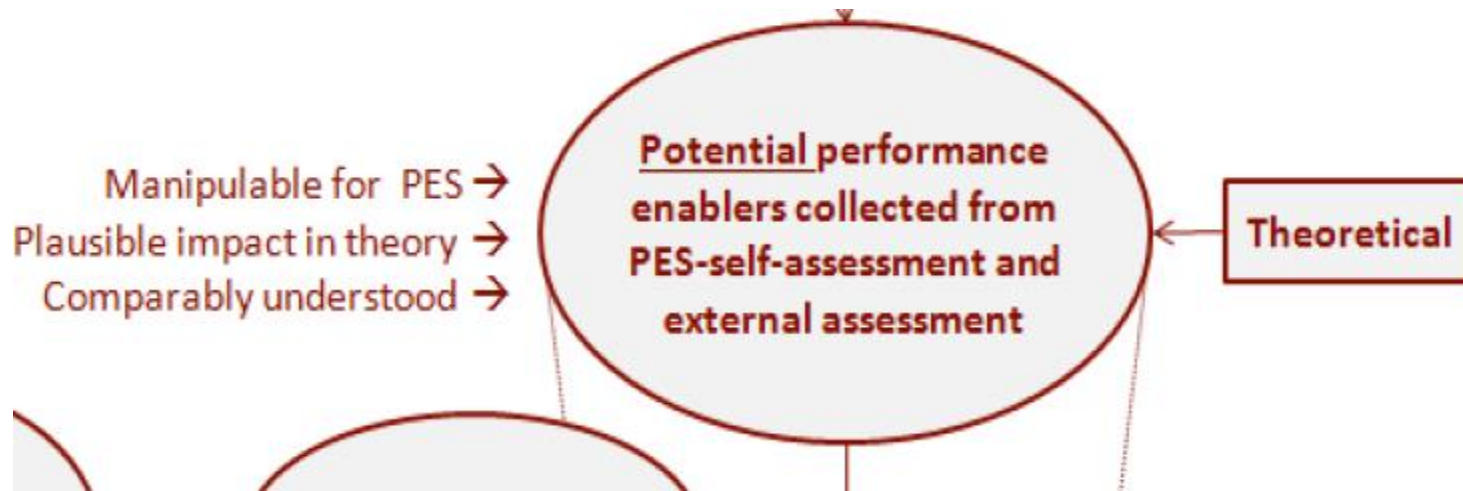 Manipulable for PES →
Plausible impact in theory →
Comparably understood →
Potential performance
enablers collected from
PES-self-assessment and
external assessment
Theoretical